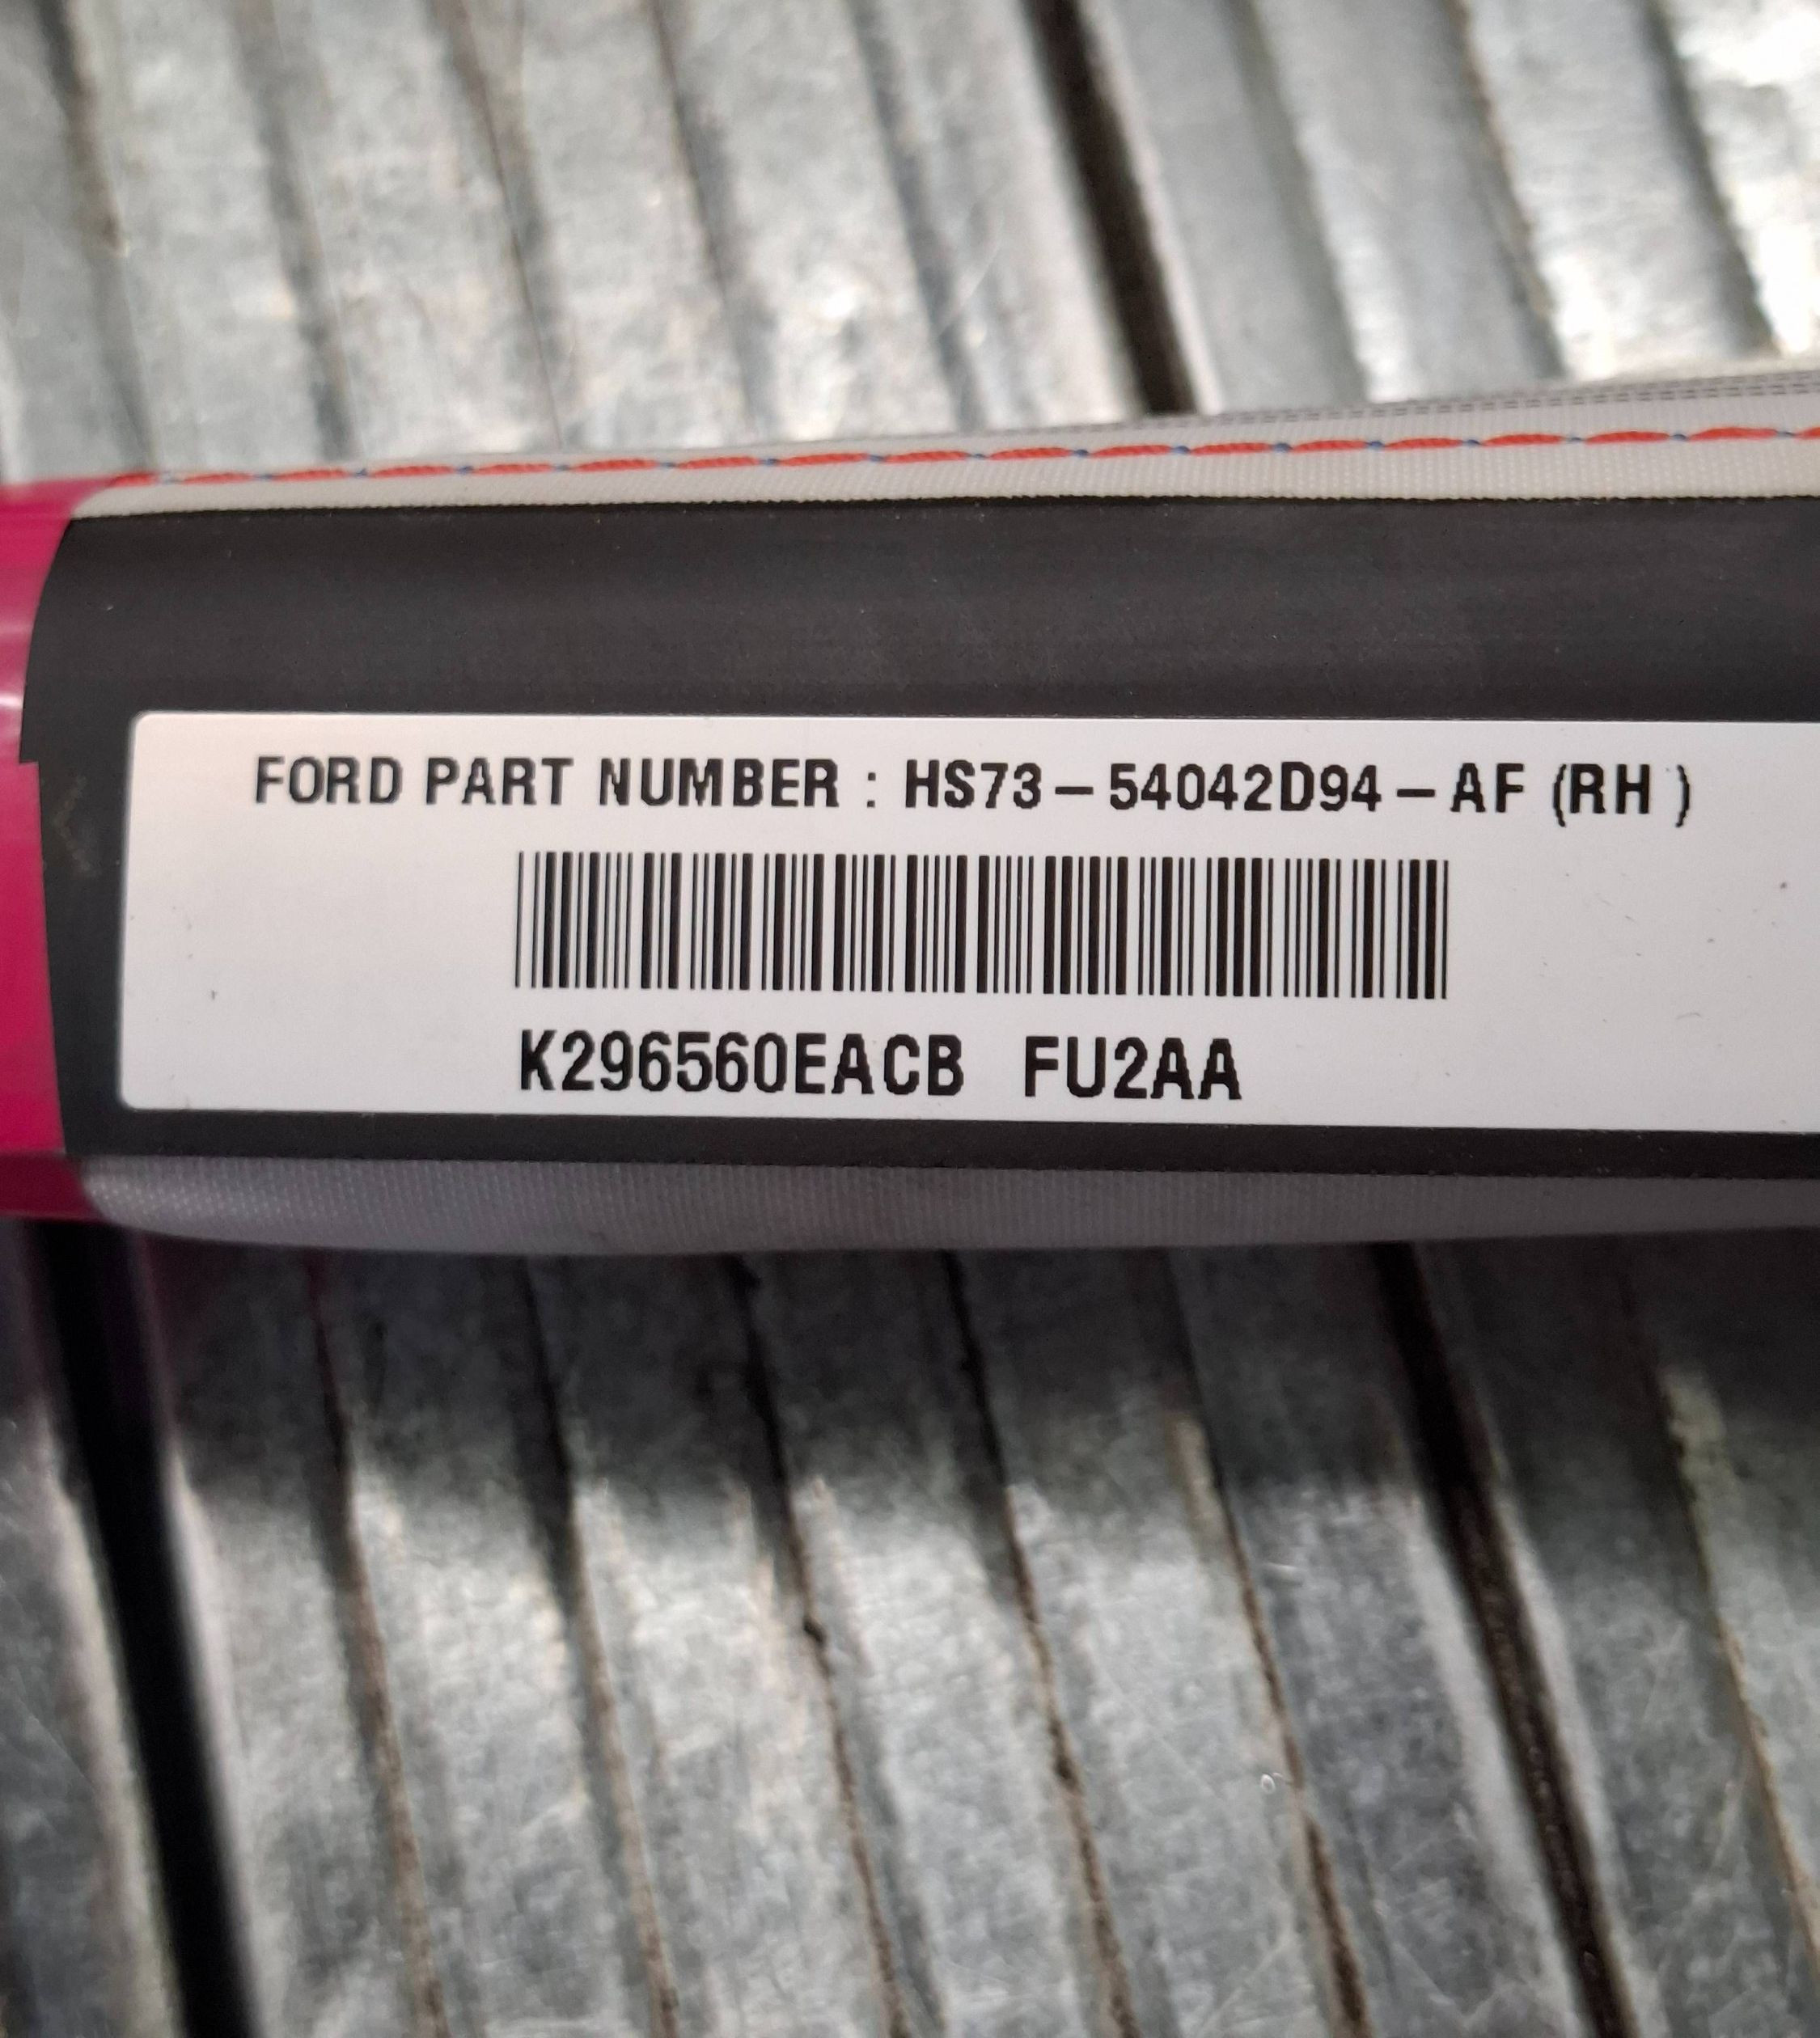 FORD PART NUMBER : HS73-54042D94-AF (RH )
K296560EACB FU2AA